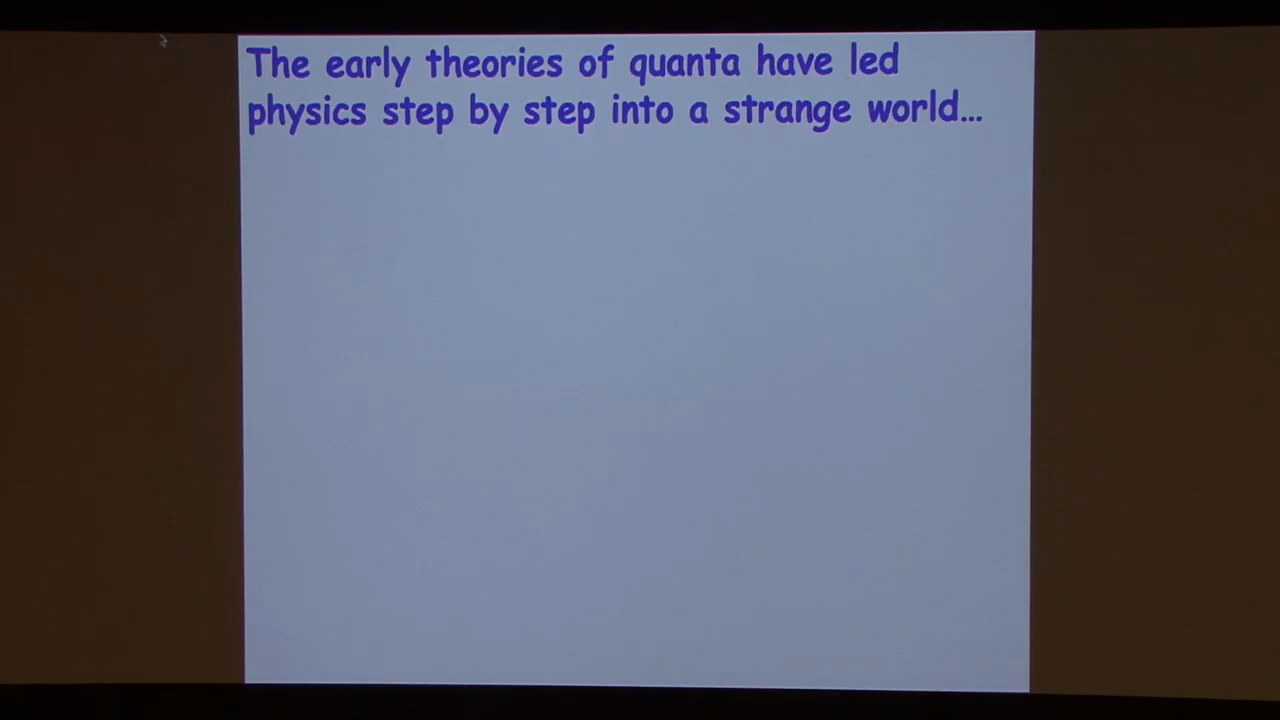 The early theories of quanta have led
physics step by step into a strange world...